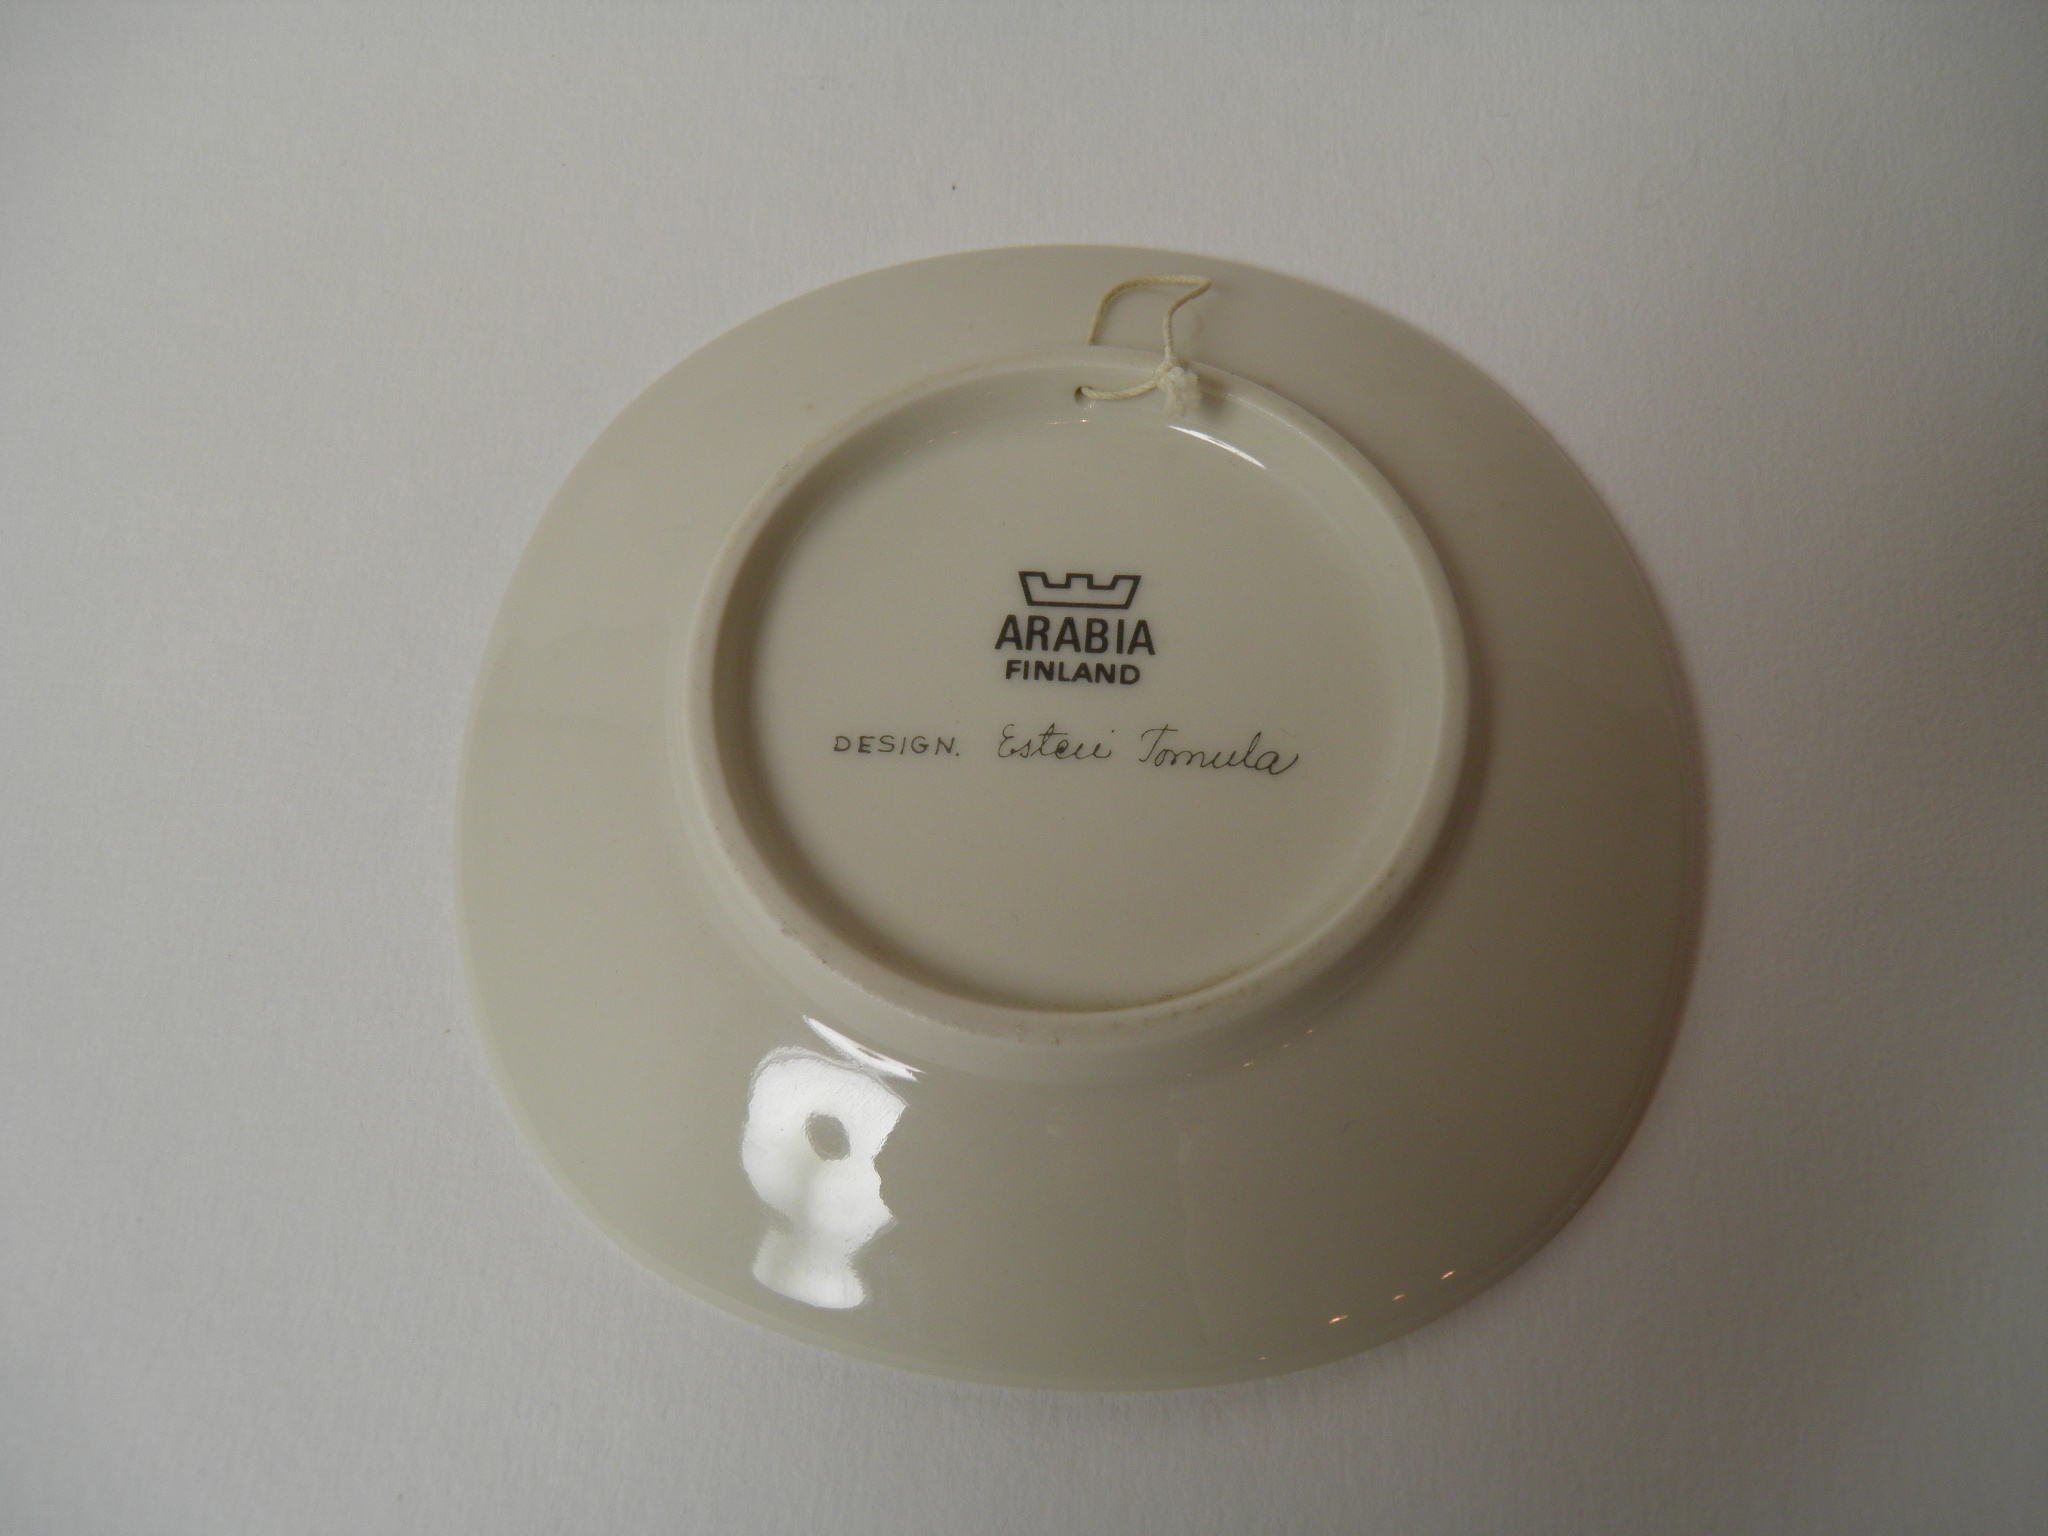 ARABIA
FINLAND
DESIGN. Esteri Tomula